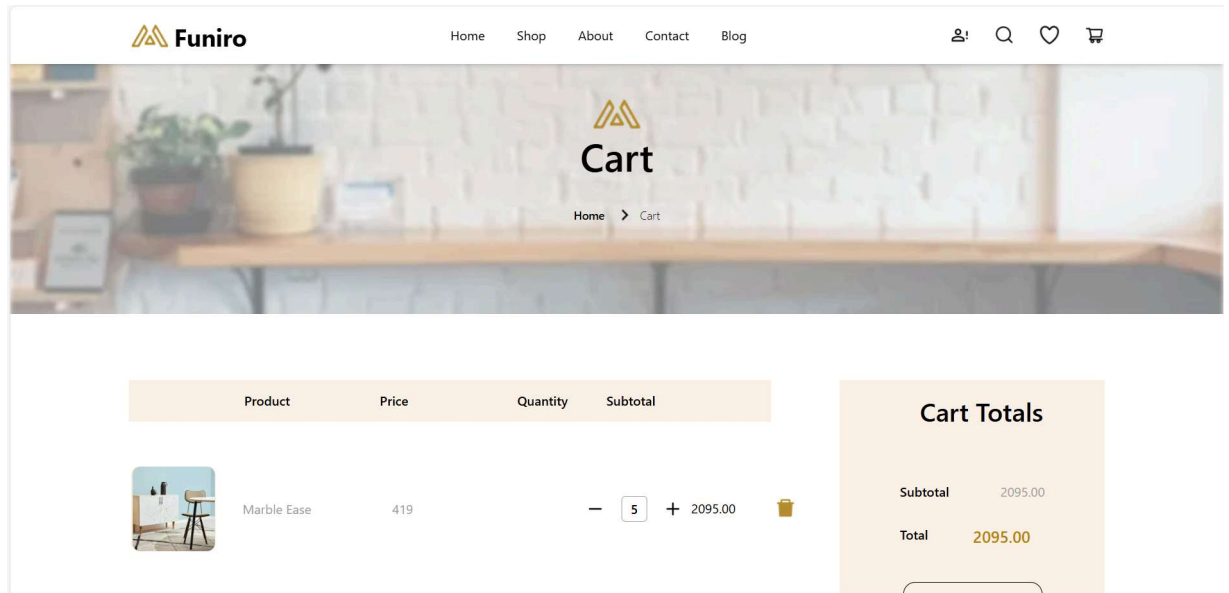 Funiro
Home Shop About Contact Blog
Cart
Home > Cart
Product Price Quantity Subtotal
Marble Ease 419 − 5 + 2095.00
Cart Totals
Subtotal 2095.00
Total 2095.00